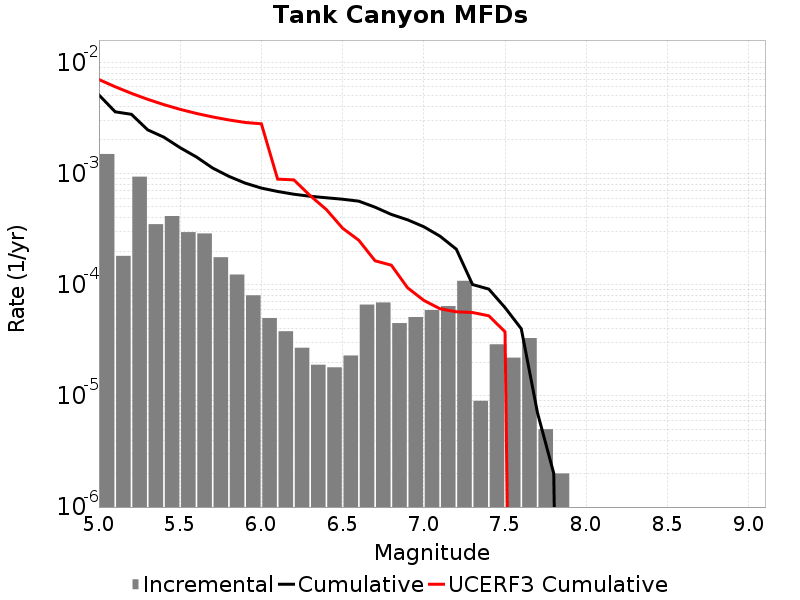 Tank Canyon MFDs
10-2
10-3
10-4
10-5
10-6
Rate (1/yr)
5.0 5.5 6.0 6.5 7.0 7.5 8.0 8.5 9.0
Magnitude
Incremental Cumulative UCERF3 Cumulative